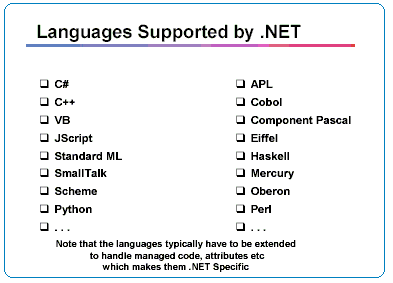 Languages Supported by .NET
C#
C++
VB
JScript
Standard ML
SmallTalk
Scheme
Python
. . .
APL
Cobol
Component Pascal
Eiffel
Haskell
Mercury
Oberon
Perl
. . .
Note that the languages typically have to be extended
to handle managed code, attributes etc
which makes them .NET Specific